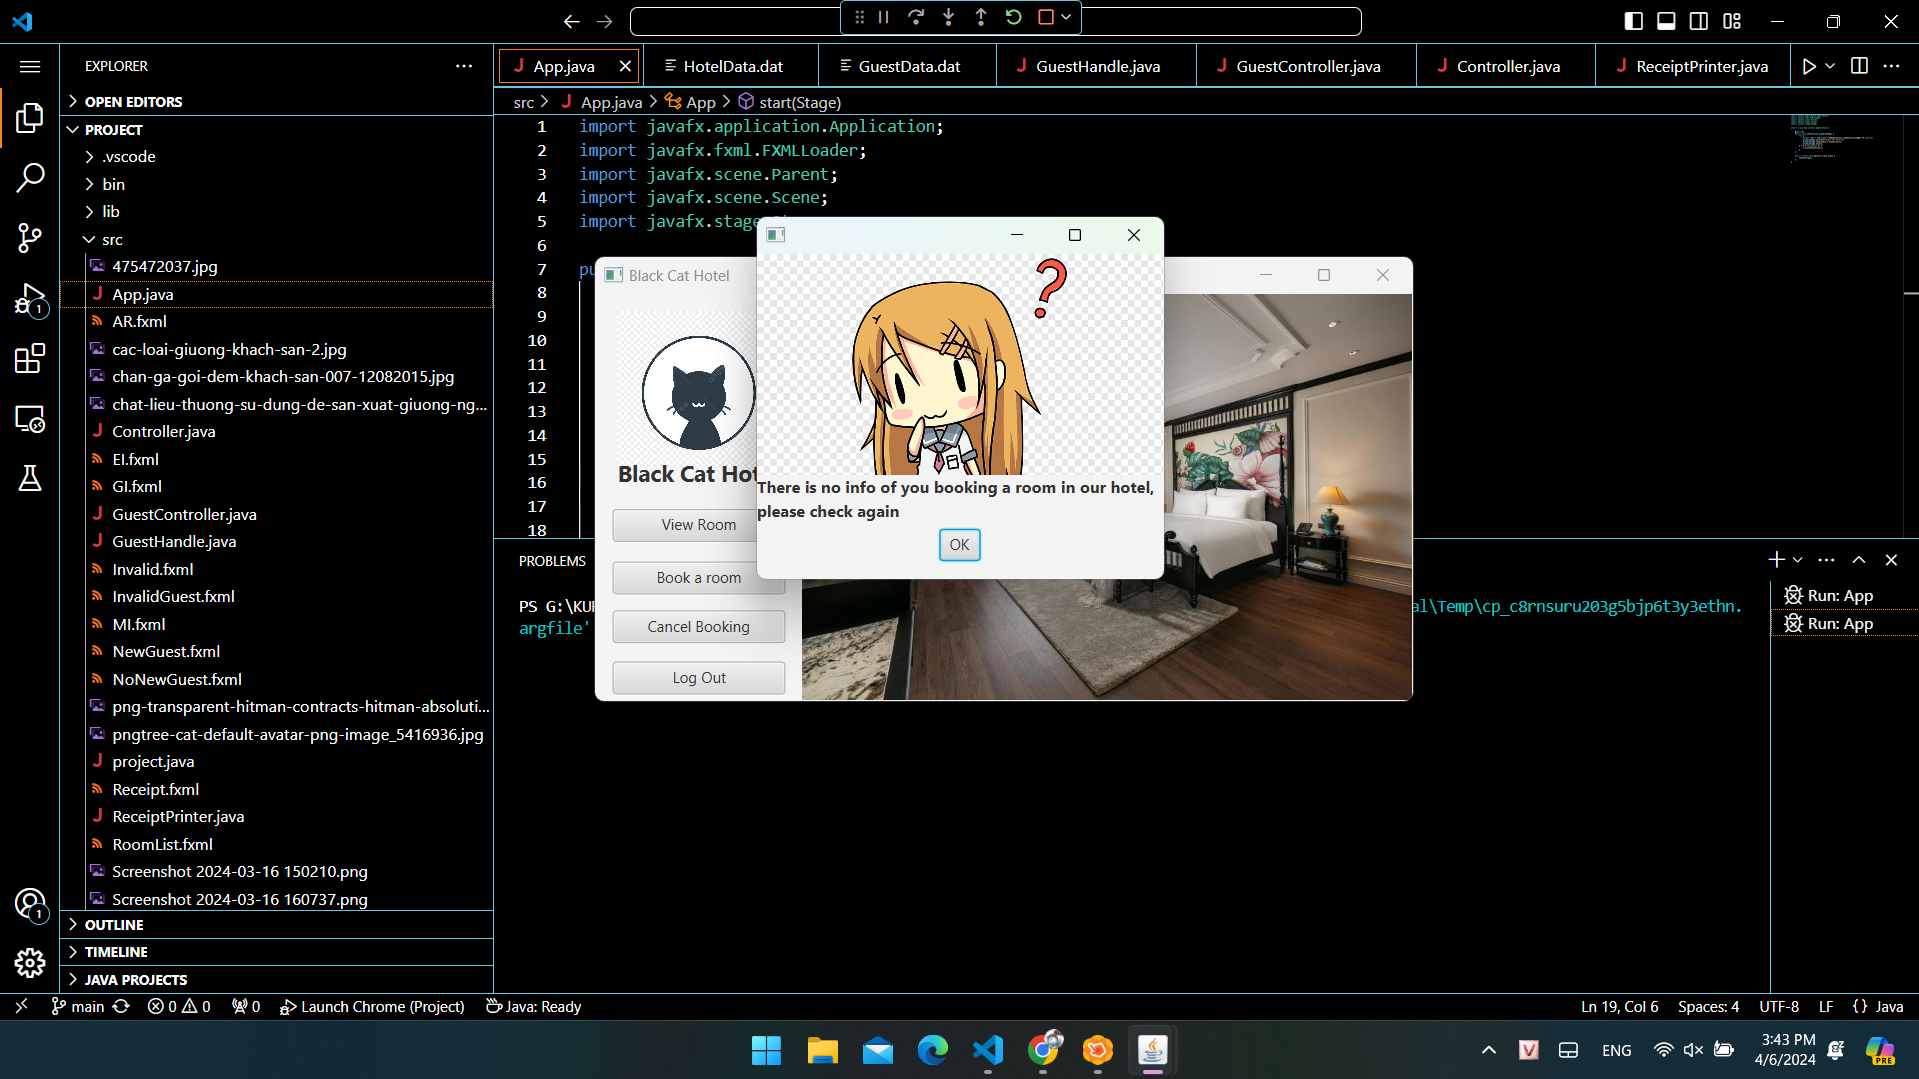 EXPLORER
OPEN EDITORS
PROJECT
.vscode
bin
lib
src
475472037.jpg
App.java
AR.fxml
cac-loai-giuong-khach-san-2.jpg
chan-ga-goi-dem-khach-san-007-12082015.jpg
chat-lieu-thuong-su-dung-de-san-xuat-giuong-ng...
Controller.java
EI.fxml
GI.fxml
GuestController.java
GuestHandle.java
Invalid.fxml
InvalidGuest.fxml
MI.fxml
NewGuest.fxml
NoNewGuest.fxml
png-transparent-hitman-contracts-hitman-absoluti...
pngtree-cat-default-avatar-png-image_5416936.jpg
project.java
Receipt.fxml
ReceiptPrinter.java
RoomList.fxml
Screenshot 2024-03-16 150210.png
Screenshot 2024-03-16 160737.png
OUTLINE
TIMELINE
JAVA PROJECTS
1
1
App.java HotelData.dat GuestData.dat GuestHandle.java GuestController.java Controller.java ReceiptPrinter.java
src App.java App start(Stage)
1 import javafx.application.Application;
2 import javafx.fxml.FXMLLoader;
3 import javafx.scene.Parent;
4 import javafx.scene.Scene;
5 import javafx.stage
6
7 pu
8
9
10
11
12
13
14
15
16
17
18
Black Cat Hotel
Black Cat Hot
View Room
Book a room
Cancel Booking
Log Out
?
There is no info of you booking a room in our hotel,
please check again
OK
PROBLEMS
PS G:\KU al\Temp\cp_c8rnsuru203g5bjp6t3y3ethn.
argfile'
Run: App
Run: App
main 0 0 0 Launch Chrome (Project) Java: Ready Ln 19, Col 6 Spaces: 4 UTF-8 LF {} Java
V ENG 3:43 PM
4/6/2024
PRE